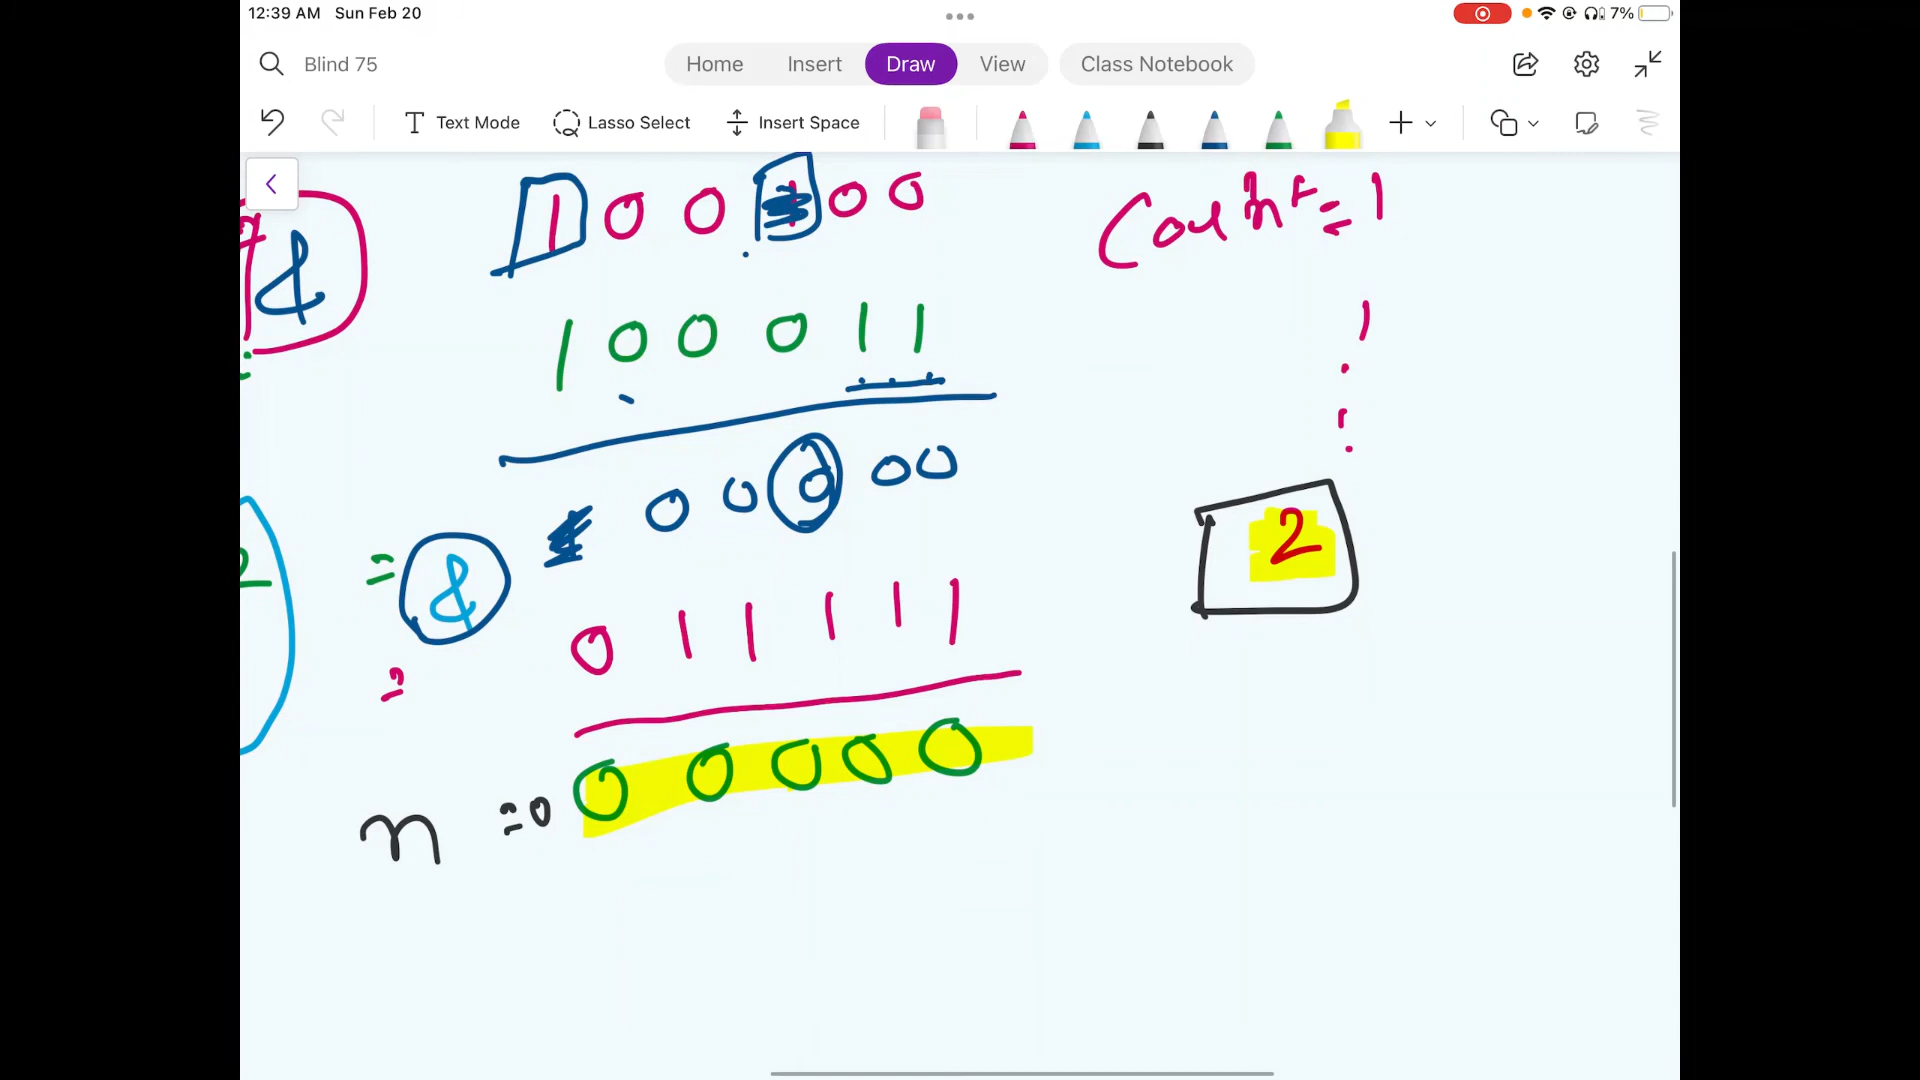 12:39 AM Sun Feb 20
7%
Blind 75
Home Insert Draw View Class Notebook
Text Mode Lasso Select Insert Space
1 0 0 1 0 0
Count = 1
&
1 0 0 0 1 1
1
0 0 0 0 0
2
= &
0 1 1 1 1 1
=
0 0 0 0 0
n = 0